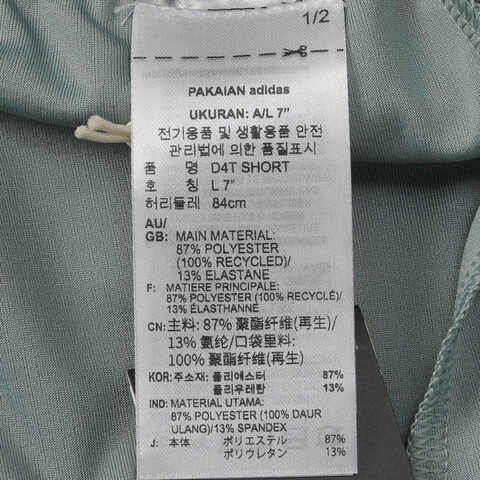 1/2
PAKAIAN adidas
UKURAN: A/L 7"
전기용품 및 생활용품 안전
관리법에 의한 품질표시
품 명 D4T SHORT
호 칭 L 7"
허리둘레 84cm
AU/
GB: MAIN MATERIAL:
87% POLYESTER
(100% RECYCLED)/
13% ELASTANE
F: MATIERE PRINCIPALE:
87% POLYESTER (100% RECYCLÉ)/
13% ÉLASTHANNE
CN: 主料: 87% 聚酯纤维(再生)/
13% 氨纶/口袋里料:
100% 聚酯纤维(再生)
KOR: 주소재: 폴리에스터 87%
폴리우레탄 13%
IND: MATERIAL UTAMA:
87% POLYESTER (100% DAUR
ULANG)/13% SPANDEX
J: 本体 ポリエステル 87%
ポリウレタン 13%